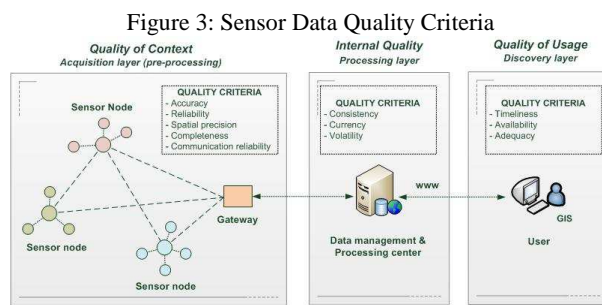 Figure 3: Sensor Data Quality Criteria
Quality of Context
Acquisition layer (pre-processing)
QUALITY CRITERIA
- Accuracy
- Reliability
- Spatial precision
- Completeness
- Communication reliability
Sensor Node
Sensor node
Sensor node
Gateway
Internal Quality
Processing layer
QUALITY CRITERIA
- Consistency
- Currency
- Volatility
www
Data management &
Processing center
Quality of Usage
Discovery layer
QUALITY CRITERIA
- Timeliness
- Availability
- Adequacy
GIS
User